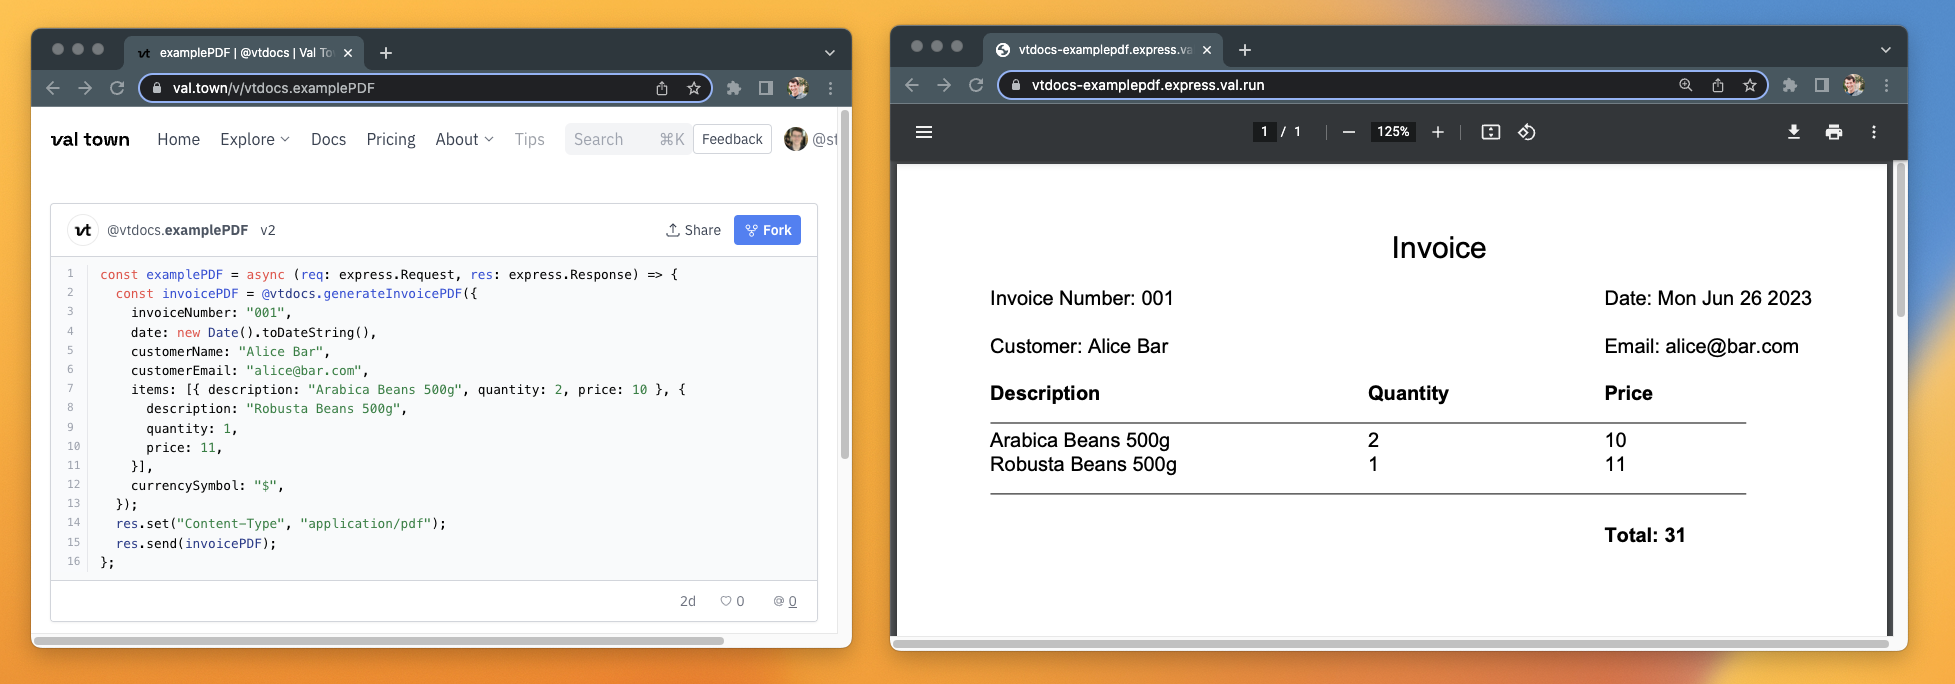 examplePDF | @vtdocs | Val To
val.town/v/vtdocs.examplePDF
val town Home Explore Docs Pricing About Tips Search ⌘K Feedback @st
vt @vtdocs.examplePDF v2 Share Fork
1 const examplePDF = async (req: express.Request, res: express.Response) => {
2 const invoicePDF = @vtdocs.generateInvoicePDF({
3 invoiceNumber: "001",
4 date: new Date().toDateString(),
5 customerName: "Alice Bar",
6 customerEmail: "alice@bar.com",
7 items: [{ description: "Arabica Beans 500g", quantity: 2, price: 10 }, {
8 description: "Robusta Beans 500g",
9 quantity: 1,
10 price: 11,
11 }],
12 currencySymbol: "$",
13 });
14 res.set("Content-Type", "application/pdf");
15 res.send(invoicePDF);
16 };
2d 0 @ 0
vtdocs-examplepdf.express.va
vtdocs-examplepdf.express.val.run
1 / 1 125%
Invoice
Invoice Number: 001 Date: Mon Jun 26 2023
Customer: Alice Bar Email: alice@bar.com
Description Quantity Price
Arabica Beans 500g 2 10
Robusta Beans 500g 1 11
Total: 31